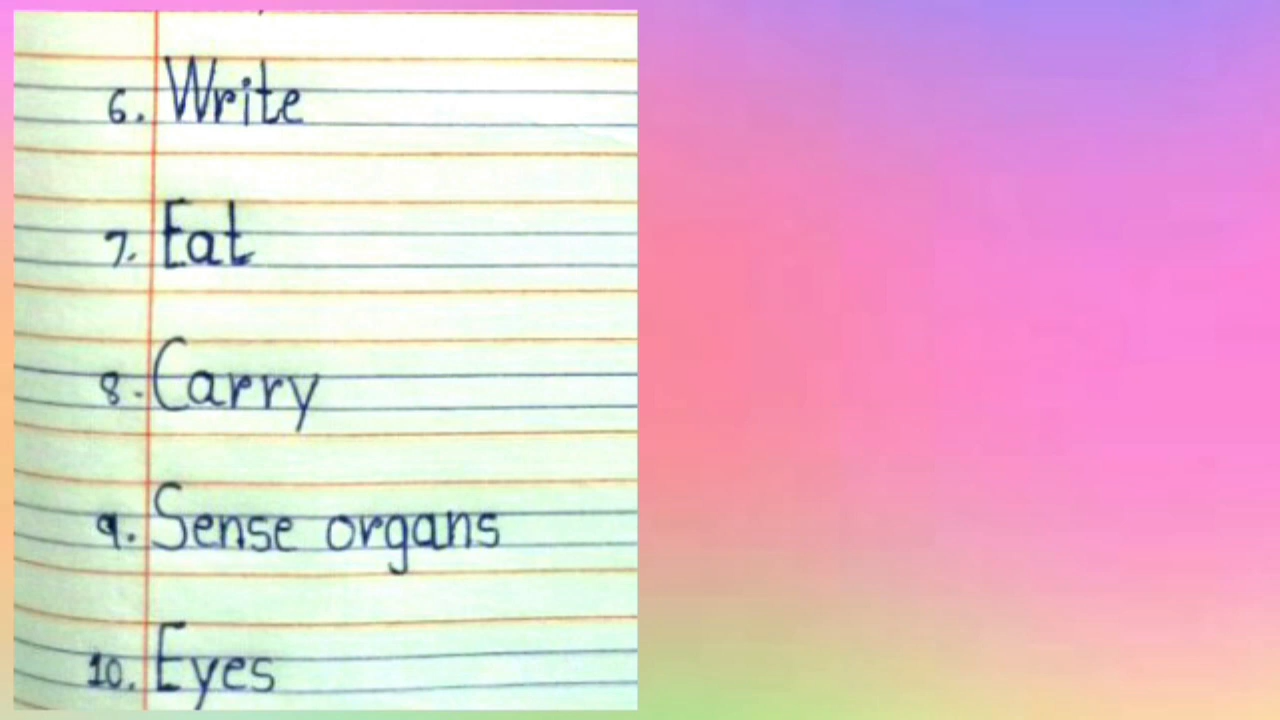 6. Write
7. Eat
8. Carry
9. Sense organs
10. Eyes